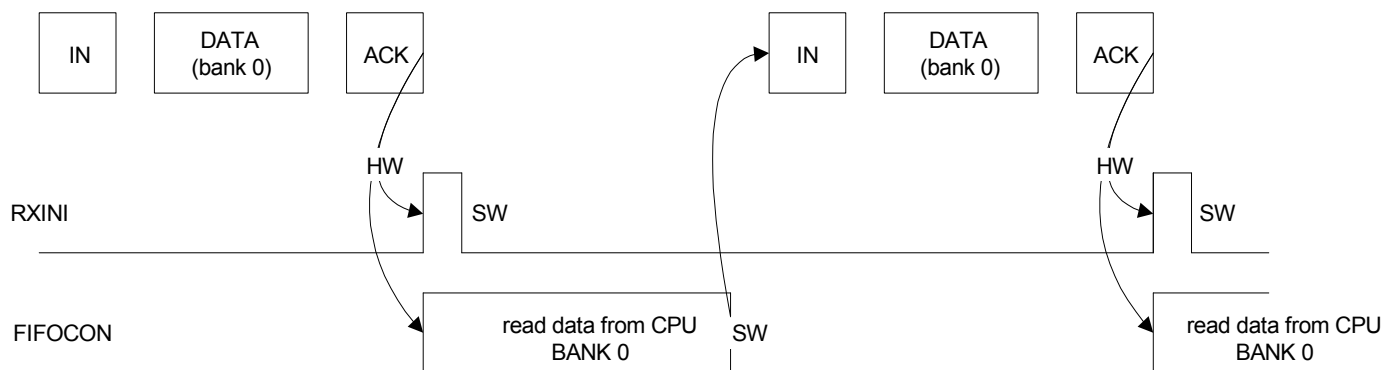 IN
DATA
(bank 0)
ACK
IN
DATA
(bank 0)
ACK
HW
HW
RXINI
SW
SW
FIFOCON
read data from CPU
BANK 0
SW
read data from CPU
BANK 0